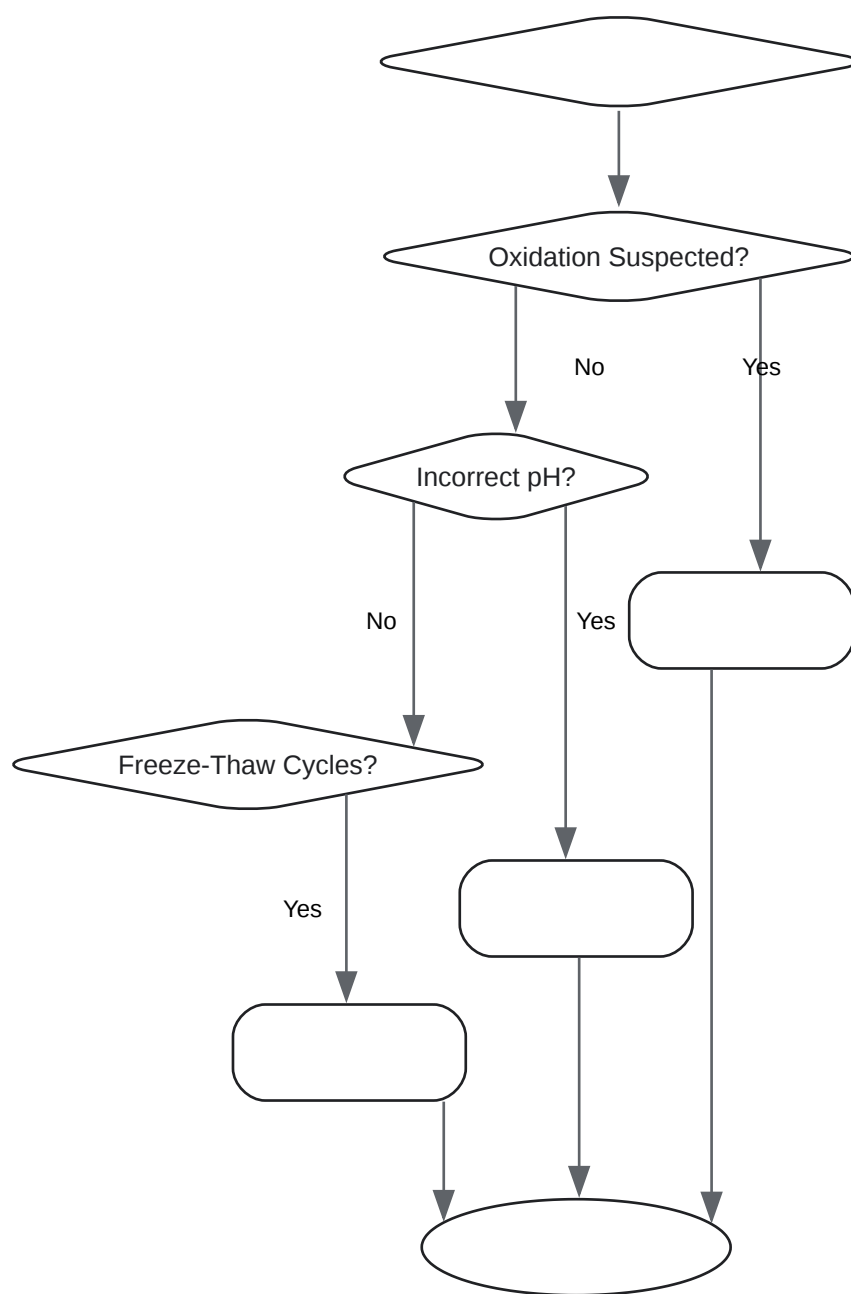 Oxidation Suspected?
No
Yes
Incorrect pH?
No
Yes
Freeze-Thaw Cycles?
Yes